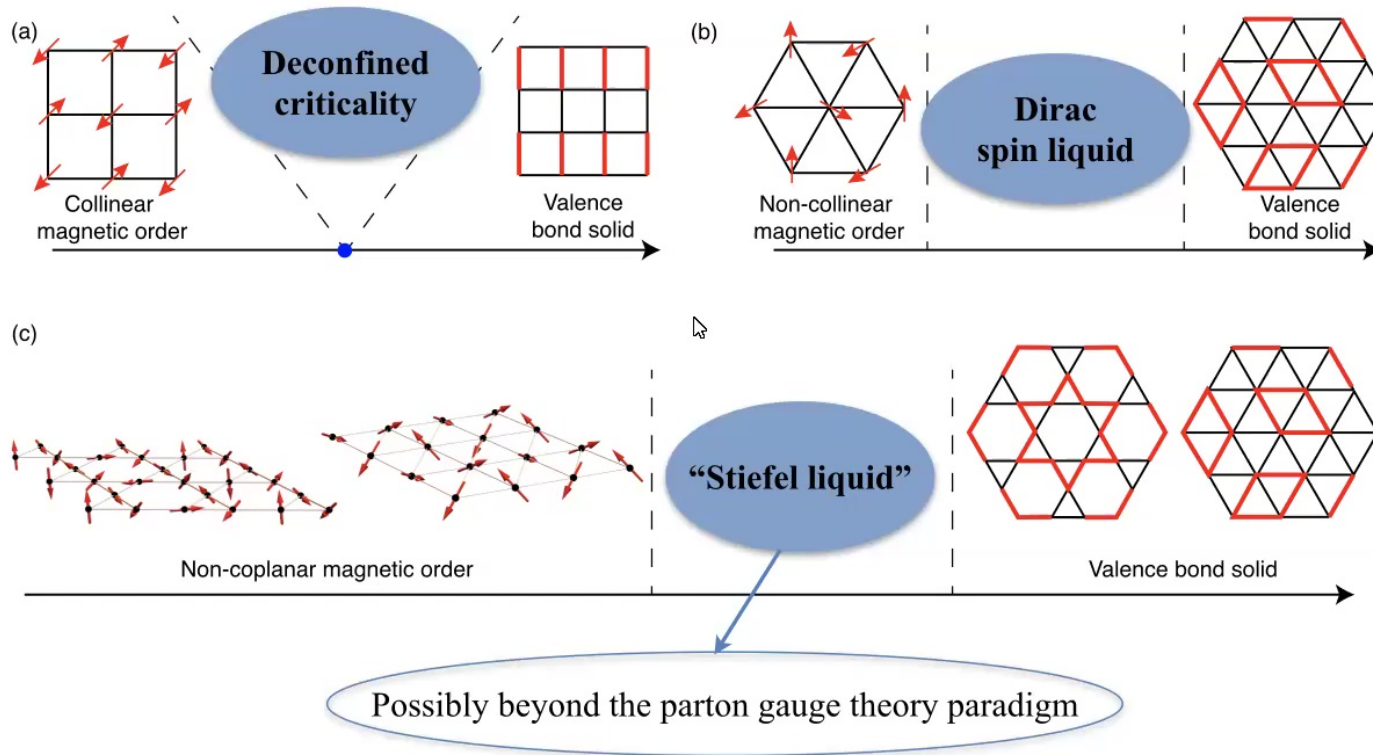 (a)
Deconfined
criticality
Collinear
magnetic order
Valence
bond solid
(b)
Dirac
spin liquid
Non-collinear
magnetic order
Valence
bond solid
(c)
“Stiefel liquid”
Non-coplanar magnetic order
Valence bond solid
Possibly beyond the parton gauge theory paradigm